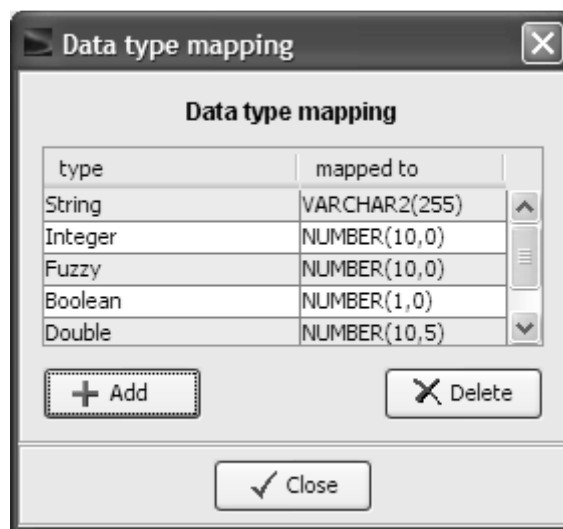 Data type mapping
Data type mapping
type mapped to
String VARCHAR2(255)
Integer NUMBER(10,0)
Fuzzy NUMBER(10,0)
Boolean NUMBER(1,0)
Double NUMBER(10,5)
Add Delete
Close